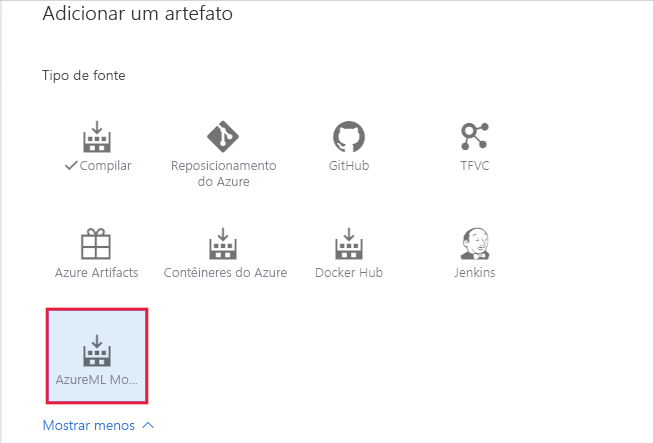 Adicionar um artefato
Tipo de fonte
Compilar
Reposicionamento
do Azure
GitHub
TFVC
Azure Artifacts
Contêineres do Azure
Docker Hub
Jenkins
AzureML Mo...
Mostrar menos